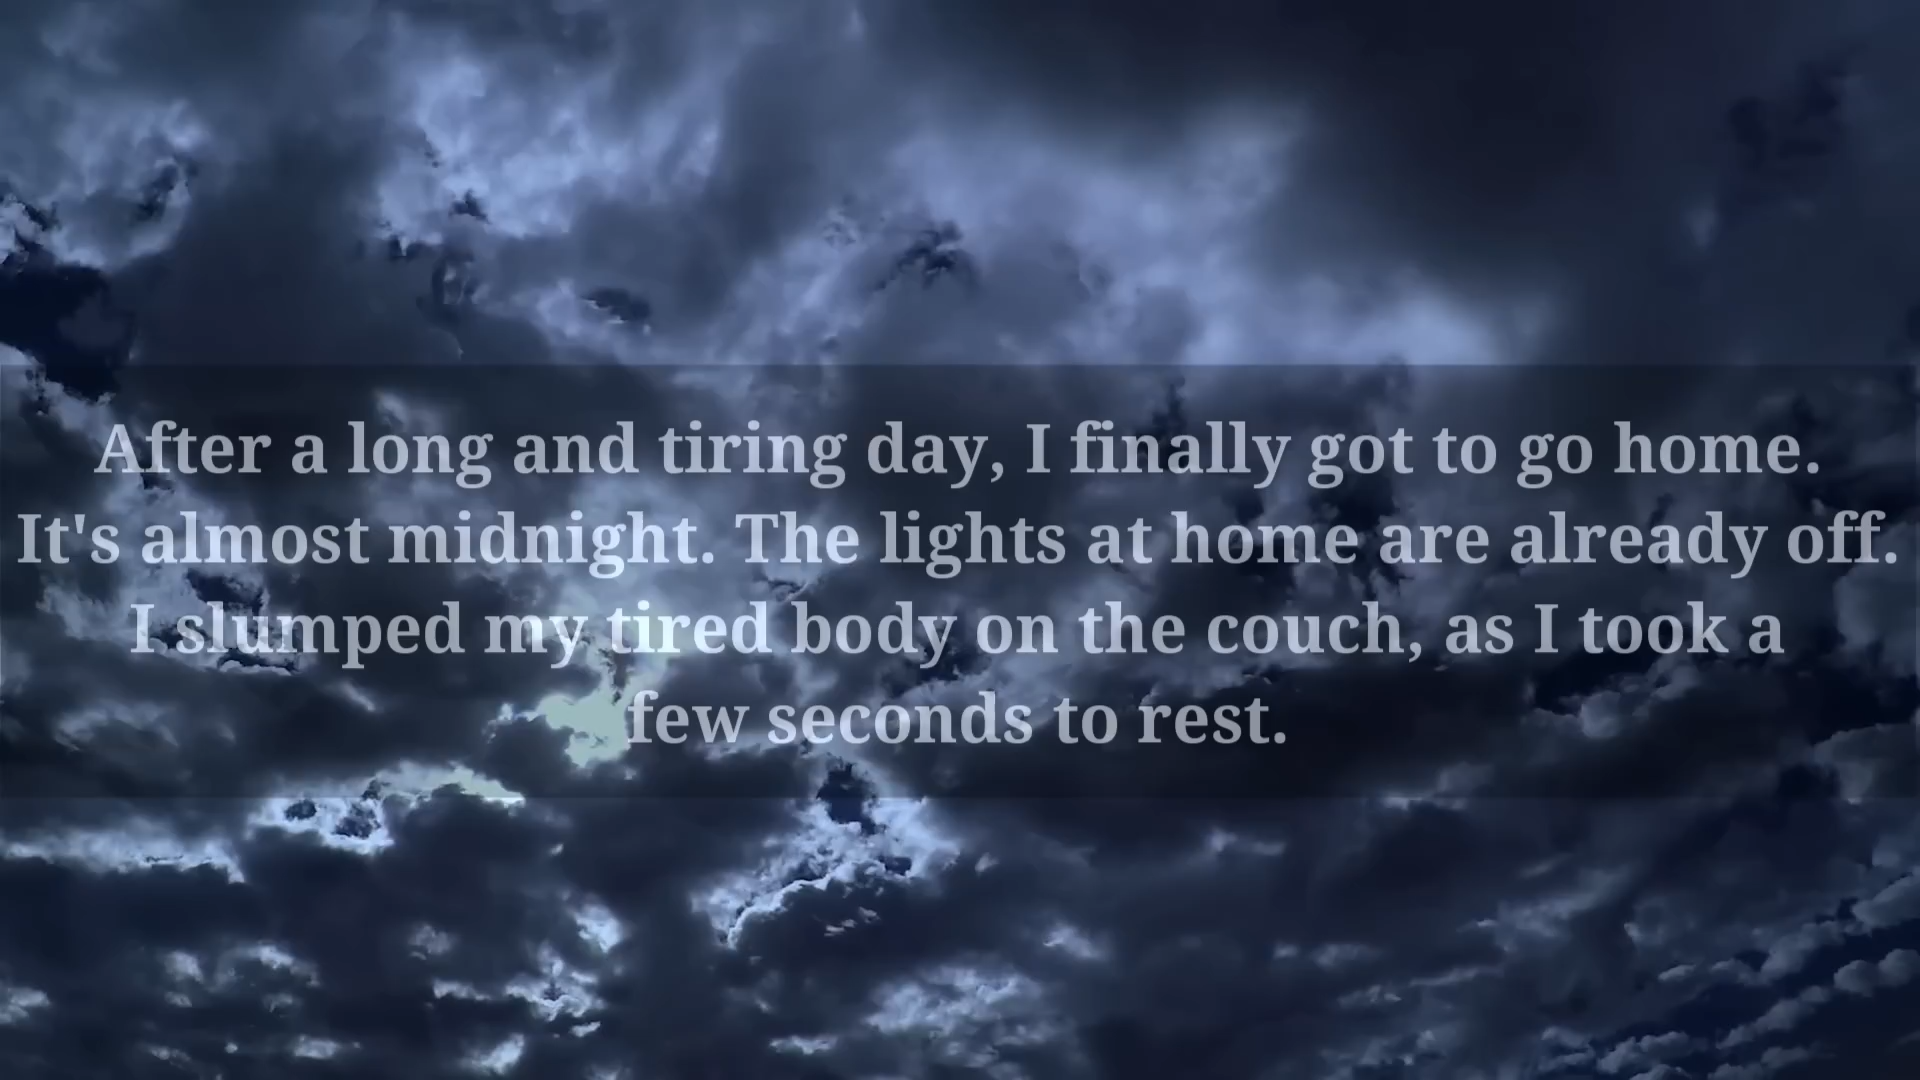 After a long and tiring day, I finally got to go home.
It's almost midnight. The lights at home are already off.
I slumped my tired body on the couch, as I took a
few seconds to rest.